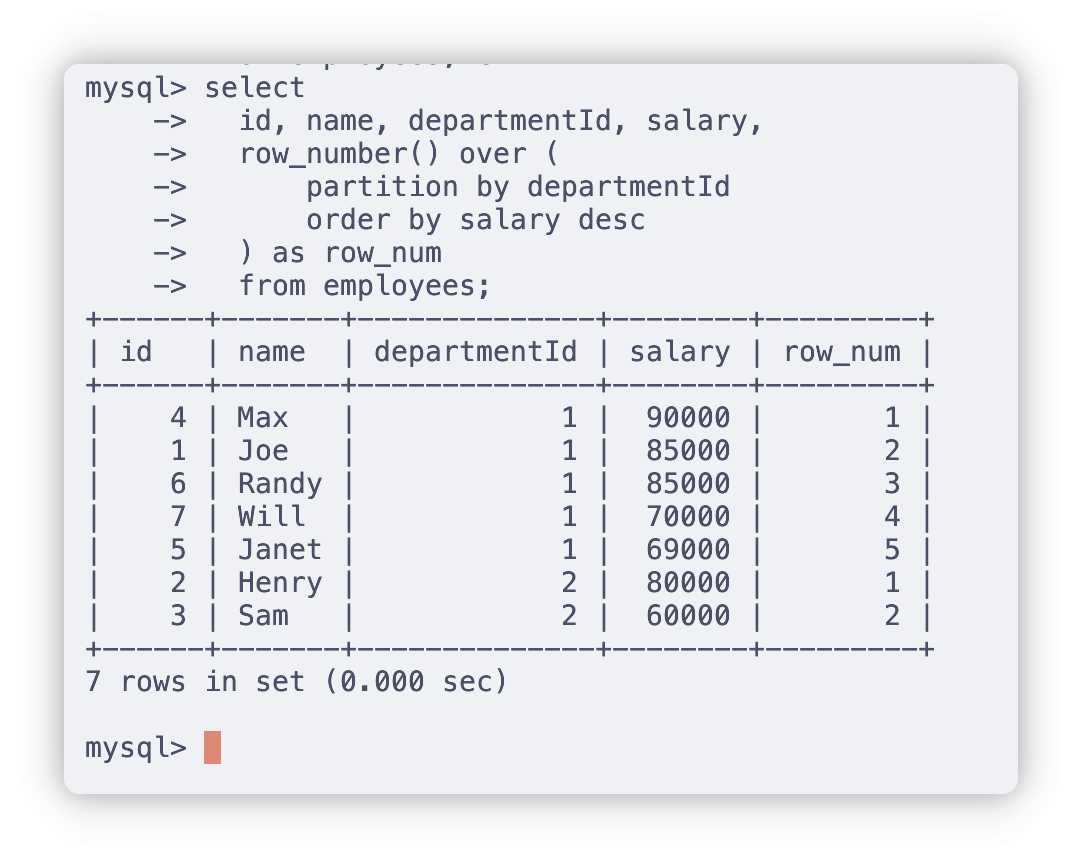 mysql> select
    ->   id, name, departmentId, salary,
    ->   row_number() over (
    ->       partition by departmentId
    ->       order by salary desc
    ->   ) as row_num
    ->   from employees;
+------+-------+--------------+--------+---------+
| id   | name  | departmentId | salary | row_num |
+------+-------+--------------+--------+---------+
|    4 | Max   |            1 |  90000 |       1 |
|    1 | Joe   |            1 |  85000 |       2 |
|    6 | Randy |            1 |  85000 |       3 |
|    7 | Will  |            1 |  70000 |       4 |
|    5 | Janet |            1 |  69000 |       5 |
|    2 | Henry |            2 |  80000 |       1 |
|    3 | Sam   |            2 |  60000 |       2 |
+------+-------+--------------+--------+---------+
7 rows in set (0.000 sec)
mysql>